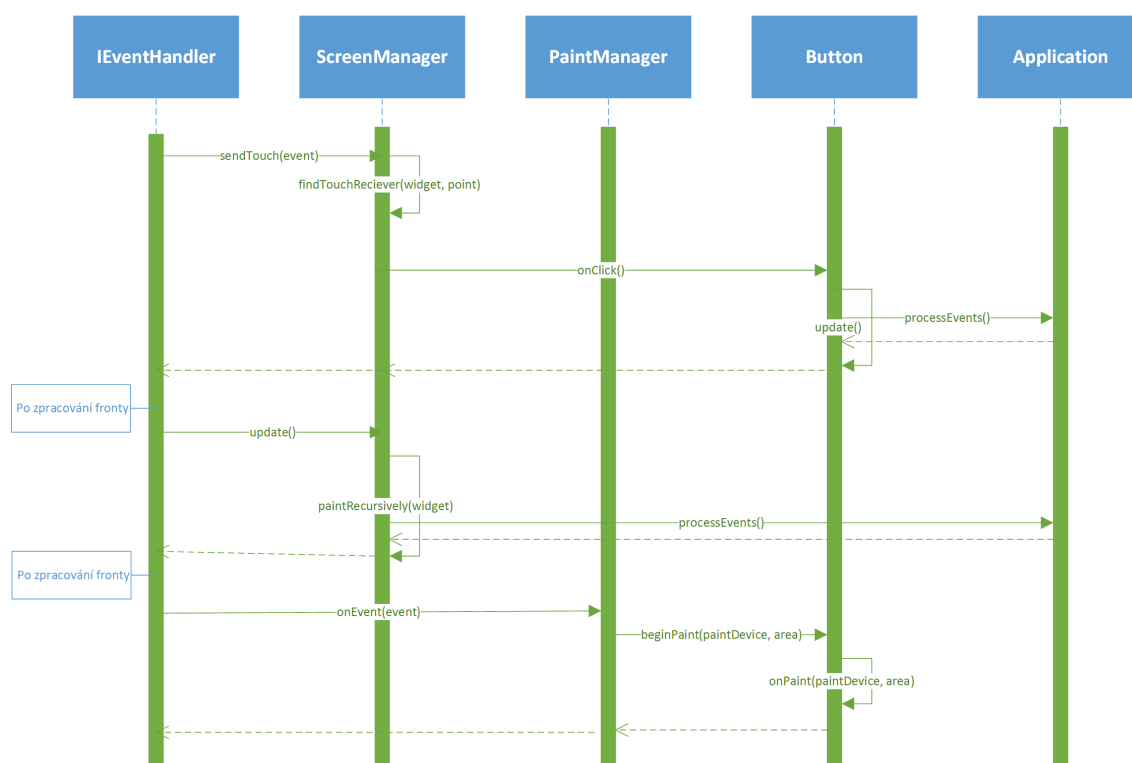 IEventHandler
ScreenManager
PaintManager
Button
Application
sendTouch(event)
findTouchReciever(widget, point)
onClick()
processEvents()
update()
Po zpracování fronty
update()
paintRecursively(widget)
processEvents()
Po zpracování fronty
onEvent(event)
beginPaint(paintDevice, area)
onPaint(paintDevice, area)